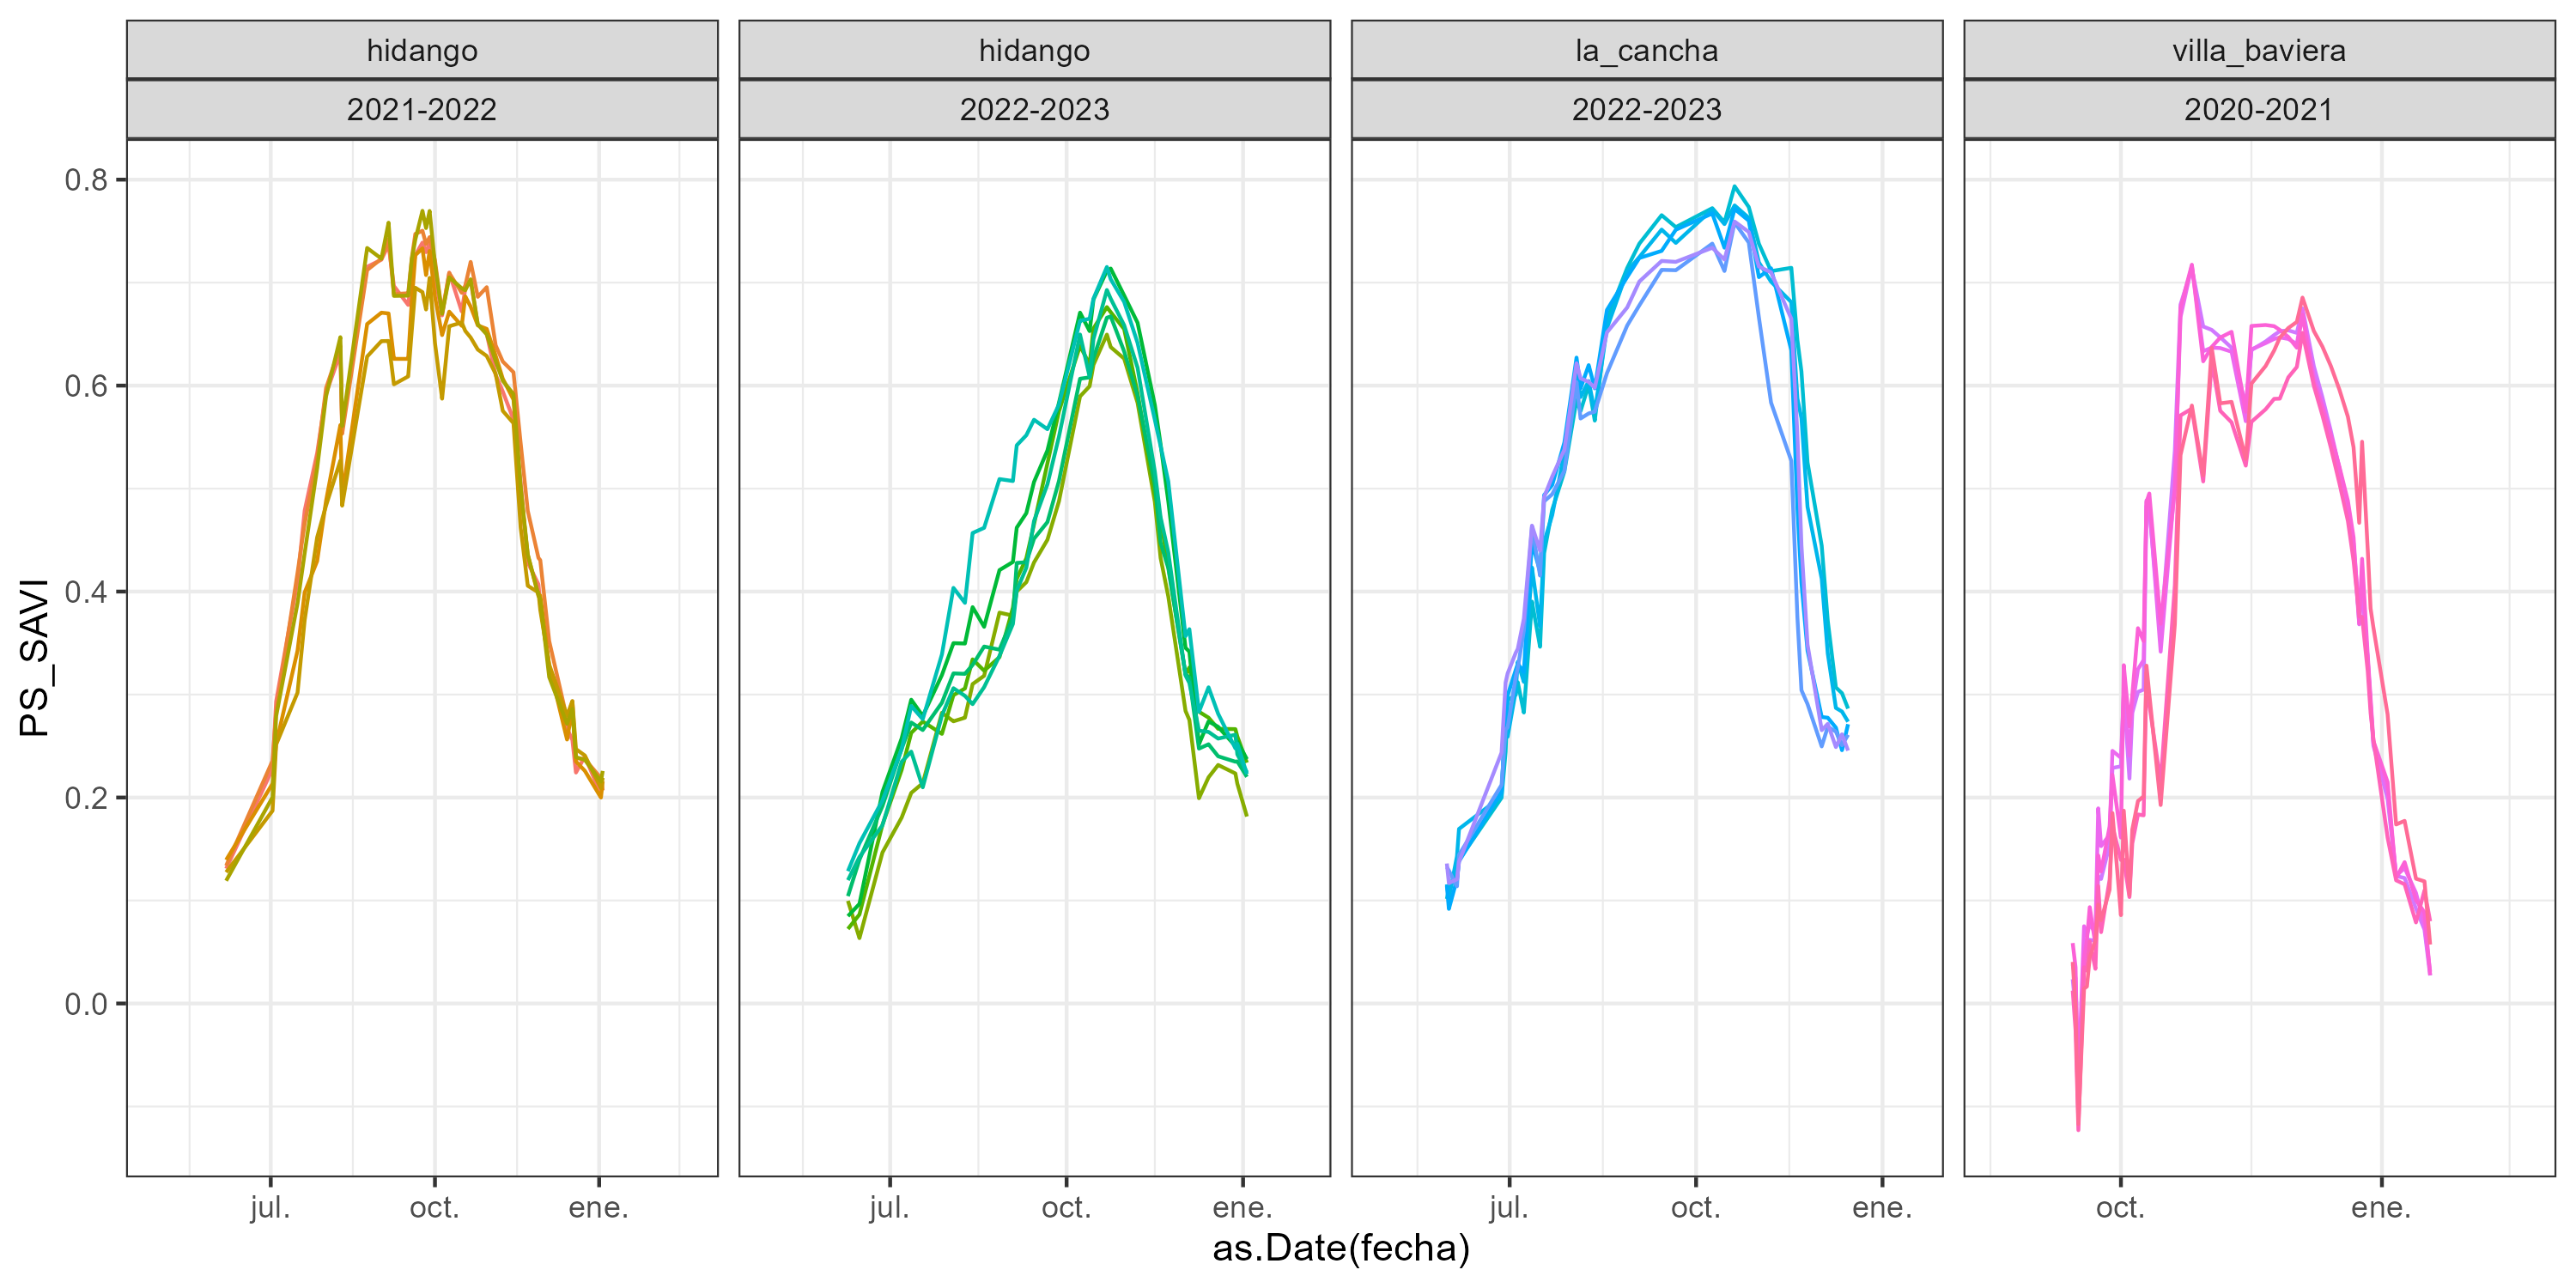 hidango hidango la_cancha villa_baviera
2021-2022 2022-2023 2022-2023 2020-2021
0.8
0.6
0.4
0.2
0.0
PS_SAVI
jul. oct. ene. jul. oct. ene. jul. oct. ene. oct. ene.
as.Date(fecha)